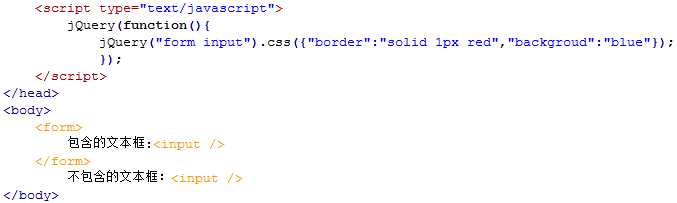 <script type="text/javascript">
jQuery(function(){
jQuery("form input").css({"border":"solid 1px red","backgroud":"blue"});
});
</script>
</head>
<body>
<form>
包含的文本框:<input />
</form>
不包含的文本框：<input />
</body>